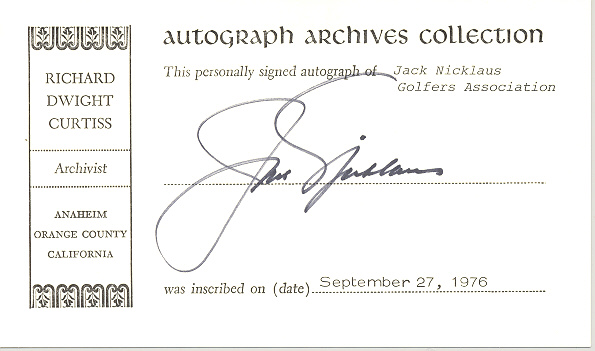 AUTOGRAPH ARCHIVES COLLECTION
This personally signed autograph of Jack Nicklaus
Golfers Association
RICHARD
DWIGHT
CURTISS
Archivist
ANAHEIM
ORANGE COUNTY
CALIFORNIA
Jack Nicklaus
was inscribed on (date) September 27, 1976